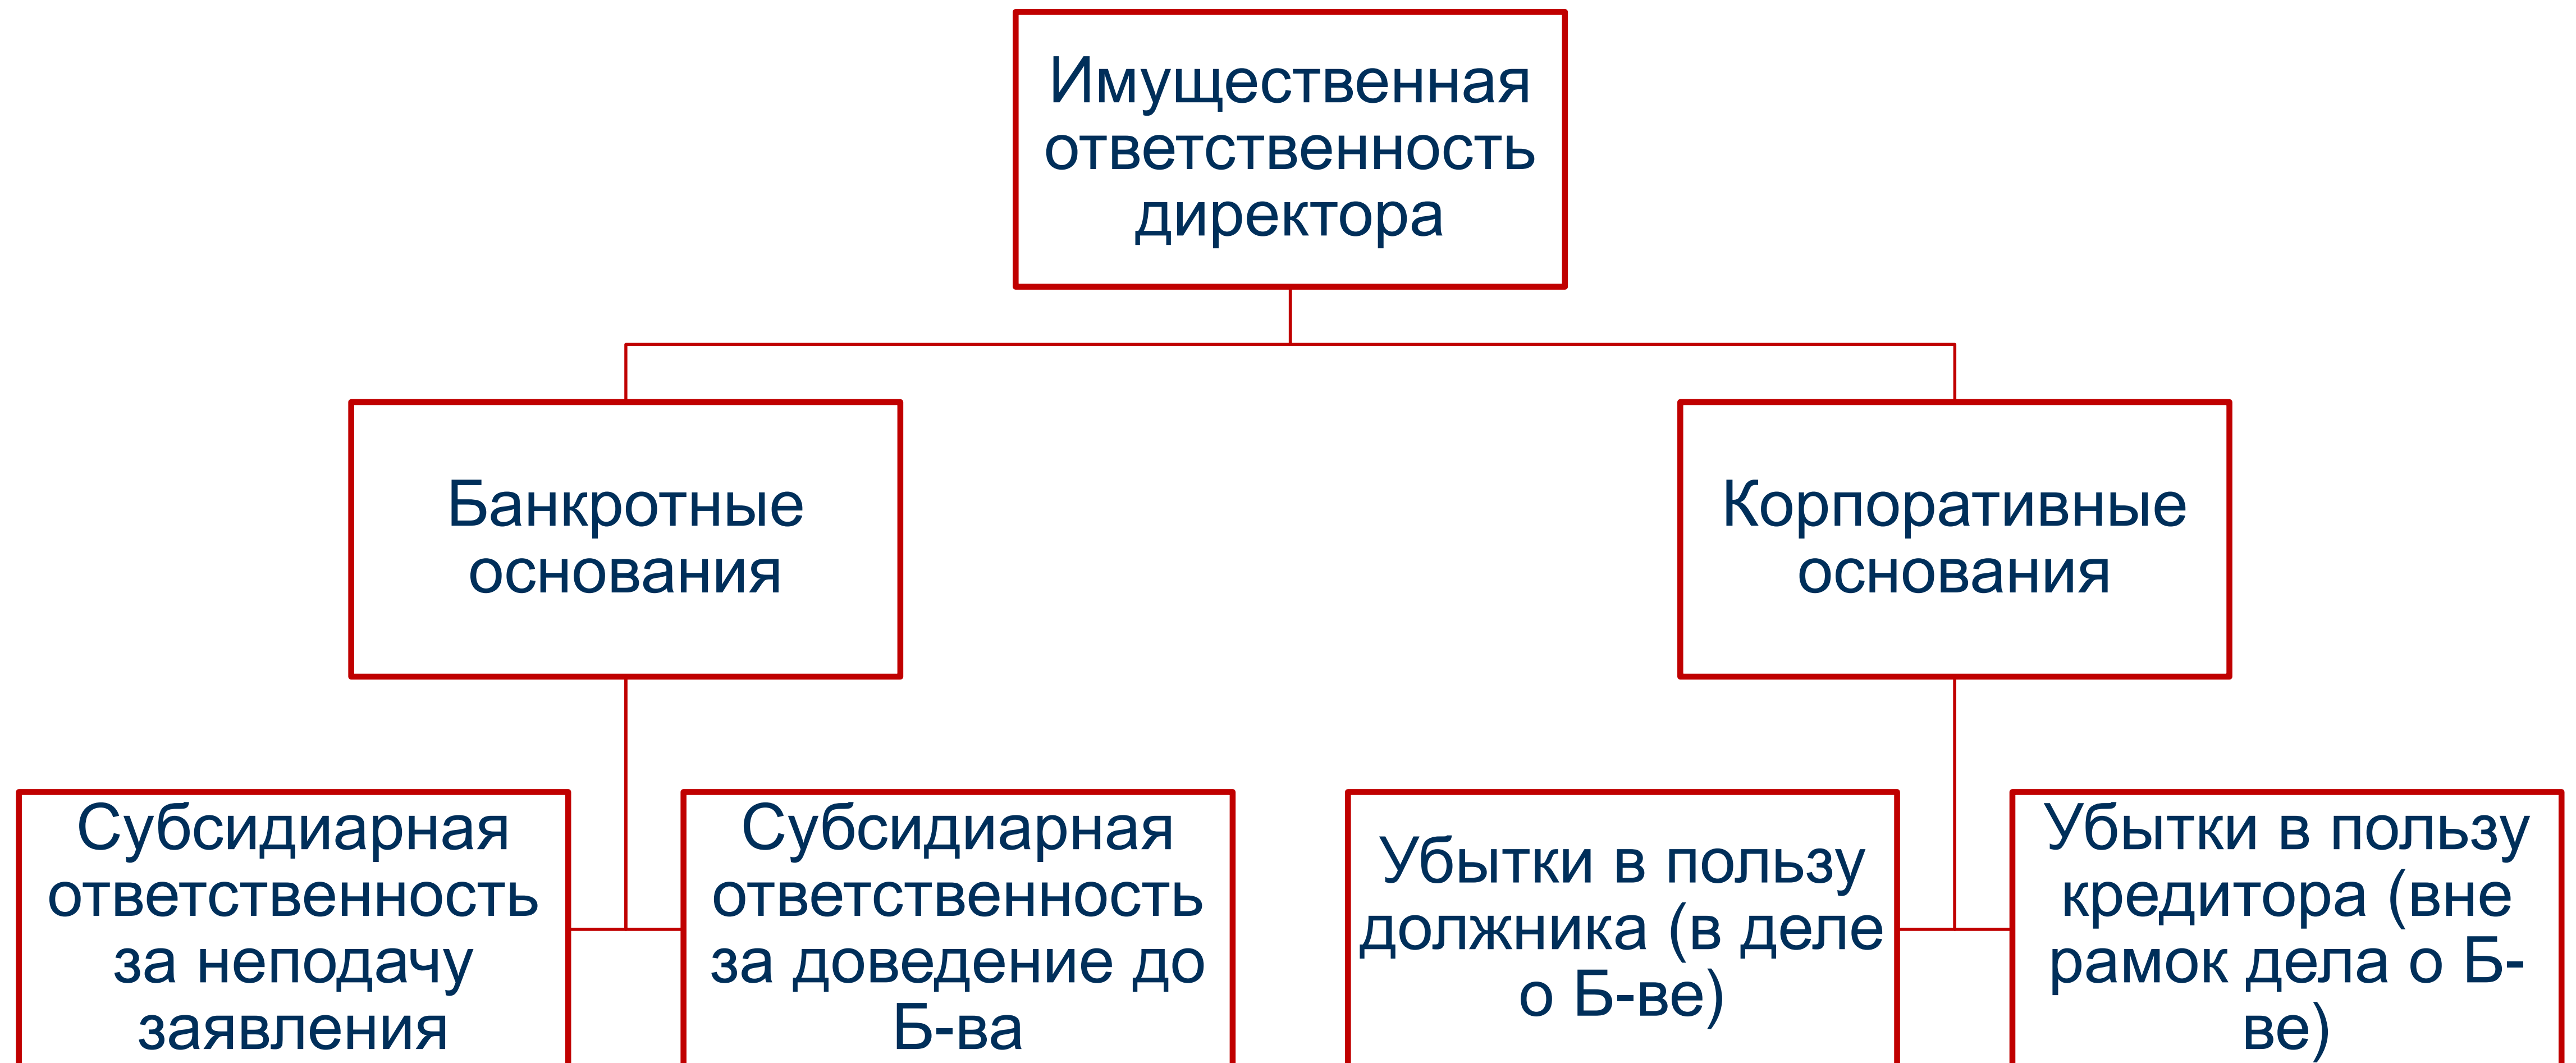 Имущественная
ответственность
директора
Банкротные
основания
Корпоративные
основания
Субсидиарная
ответственность
за неподачу
заявления
Субсидиарная
ответственность
за доведение до
Б-ва
Убытки в пользу
должника (в деле
о Б-ве)
Убытки в пользу
кредитора (вне
рамок дела о Б-
ве)